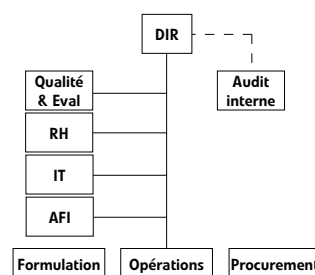 DIR
Qualité
& Eval
Audit
interne
RH
IT
AFI
Formulation
Opérations
Procurement